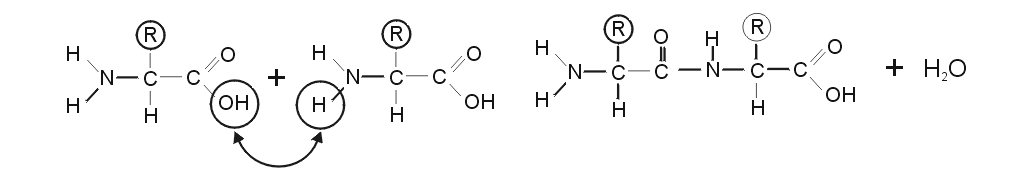 R R R R
H O H O H O H O
N C C + N C C N C C N C C + H₂O
H H OH H H OH H H H OH